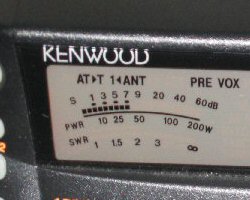 KENWOOD
AT▶T 1◀ANT PRE VOX
S 1 3 5 7 9 20 40 60dB
PWR 10 25 50 100 200W
SWR 1 1.5 2 3 ∞